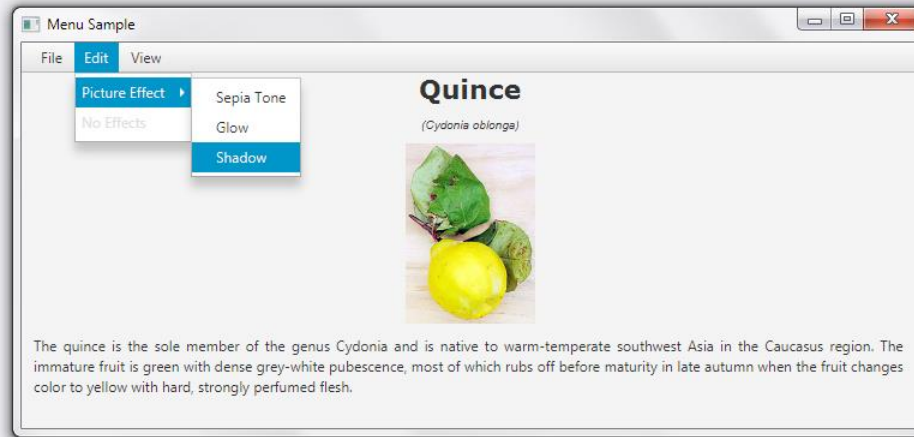 Menu Sample
File Edit View
Picture Effect
No Effects
Sepia Tone
Glow
Shadow
Quince
(Cydonia oblonga)
The quince is the sole member of the genus Cydonia and is native to warm-temperate southwest Asia in the Caucasus region. The
immature fruit is green with dense grey-white pubescence, most of which rubs off before maturity in late autumn when the fruit changes
color to yellow with hard, strongly perfumed flesh.